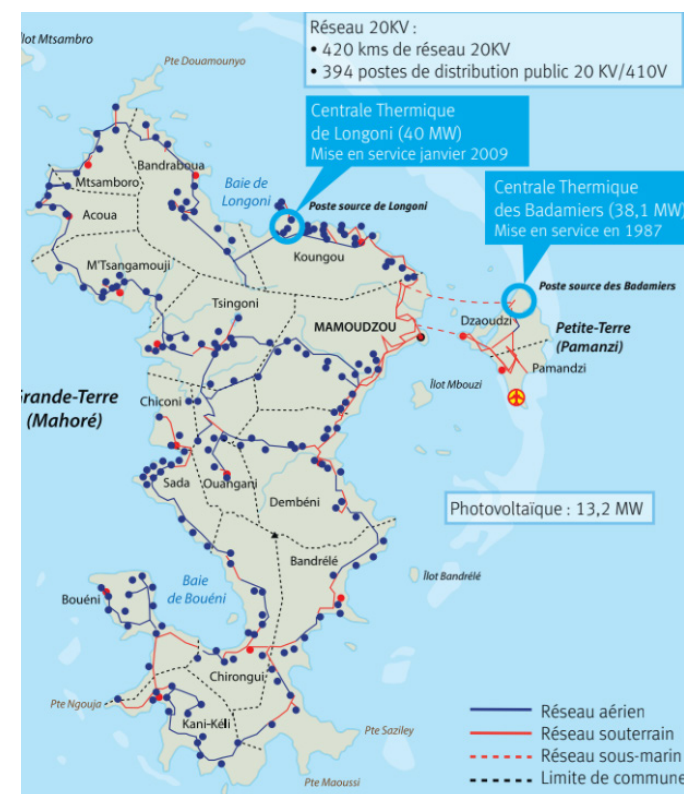 lot Mtsambro
Réseau 20KV :
• 420 kms de réseau 20KV
• 394 postes de distribution public 20 KV/410V
Pte Douamounyo
Centrale Thermique
de Longoni (40 MW)
Mise en service janvier 2009
Bandraboua
Mtsamboro
Baie de
Longoni
Poste source de Longoni
Centrale Thermique
des Badamiers (38,1 MW)
Mise en service en 1987
Acoua
Koungou
M'Tsangamouji
Poste source des Badamiers
Tsingoni
MAMOUDZOU
Dzaoudzi
Petite-Terre
(Pamanzi)
Pamandzi
Îlot Mbouzi
Grande-Terre
(Mahoré)
Chiconi
Sada
Ouangani
Dembéni
Photovoltaïque : 13,2 MW
Bandrélé
Îlot Bandrélé
Baie
de Bouéni
Bouéni
Chirongui
Pte Ngouja
Kani-Kéli
Pte Saziley
Pte Maoussi
Réseau aérien
Réseau souterrain
Réseau sous-marin
Limite de commune